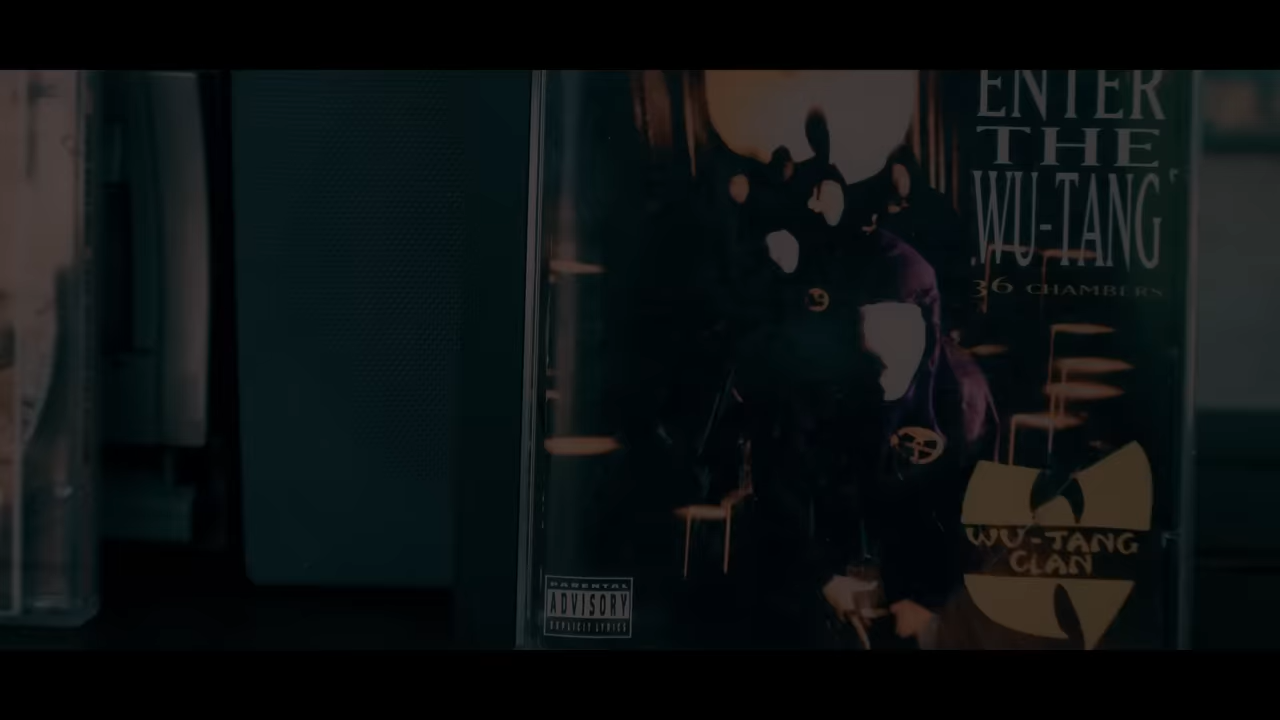 ENTER
THE
WU-TANG
36 CHAMBERS
WU-TANG
CLAN
PARENTAL
ADVISORY
EXPLICIT LYRICS